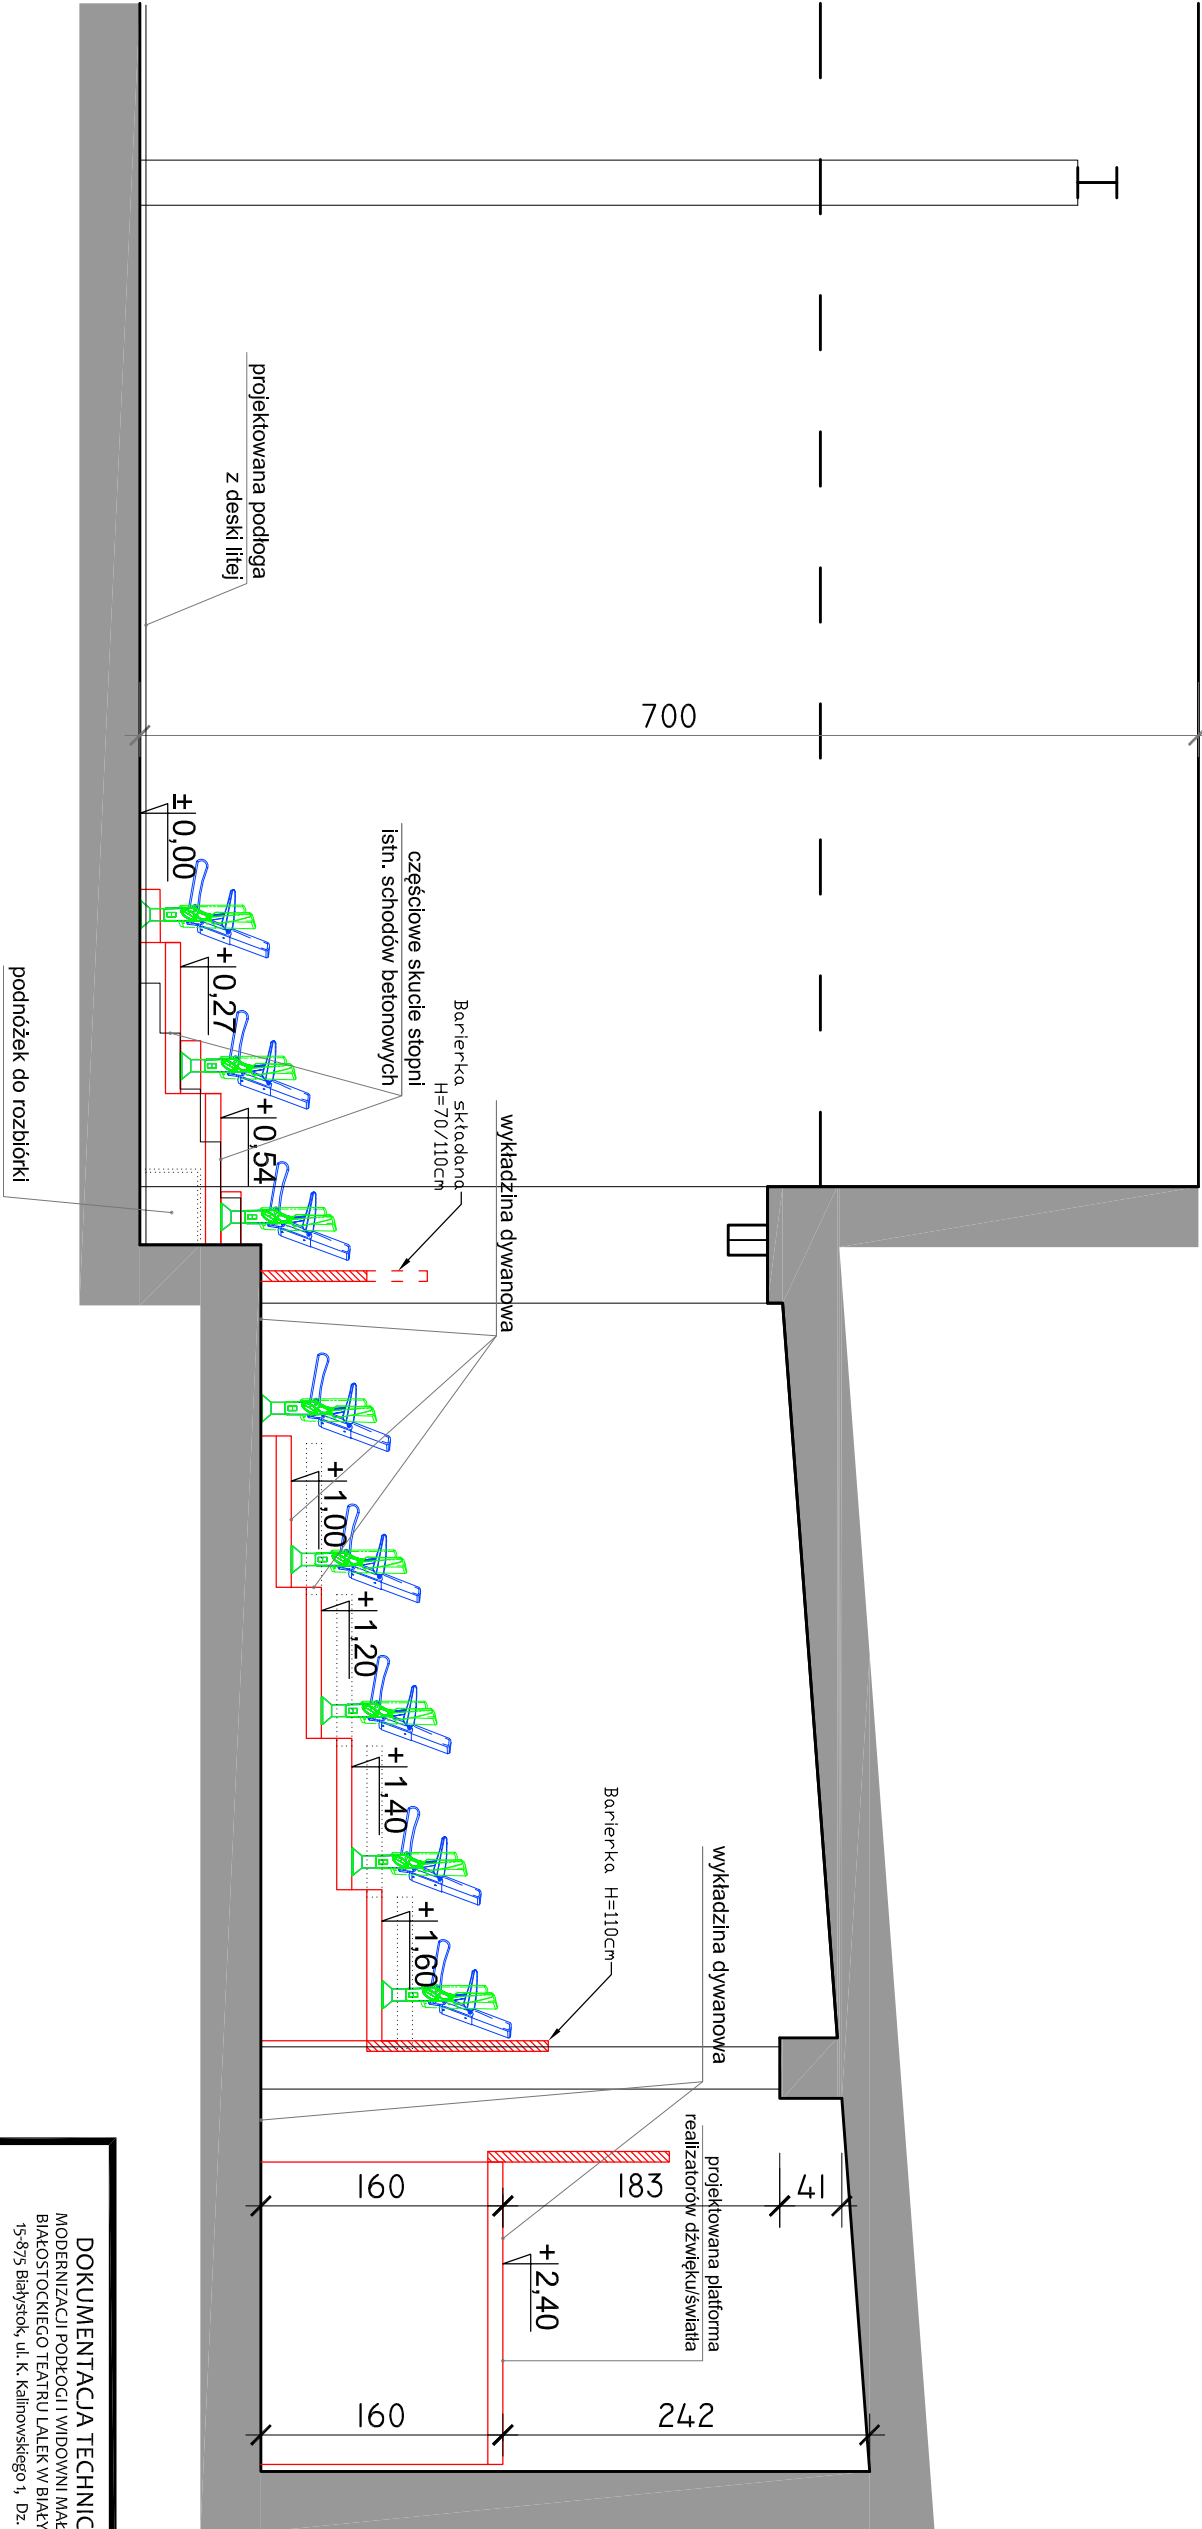 700
projektowana podłoga
z deski litej
±0,00
+0,27
+0,54
częściowe skucie stopni
istn. schodów betonowych
podnóżek do rozbiórki
Barierka składana
H=70/110cm
wykładzina dywanowa
+1,00
+1,20
+1,40
+1,60
Barierka H=110cm
wykładzina dywanowa
projektowana platforma
realizatorów dźwięku/światła
160
183
41
+2,40
160
242
DOKUMENTACJA TECHNIC
MODERNIZACJI PODŁOGI I WIDOWNI MAŁ
BIAŁOSTOCKIEGO TEATRU LALEK W BIAŁY
15-875 Białystok, ul. K. Kalinowskiego 1, Dz.